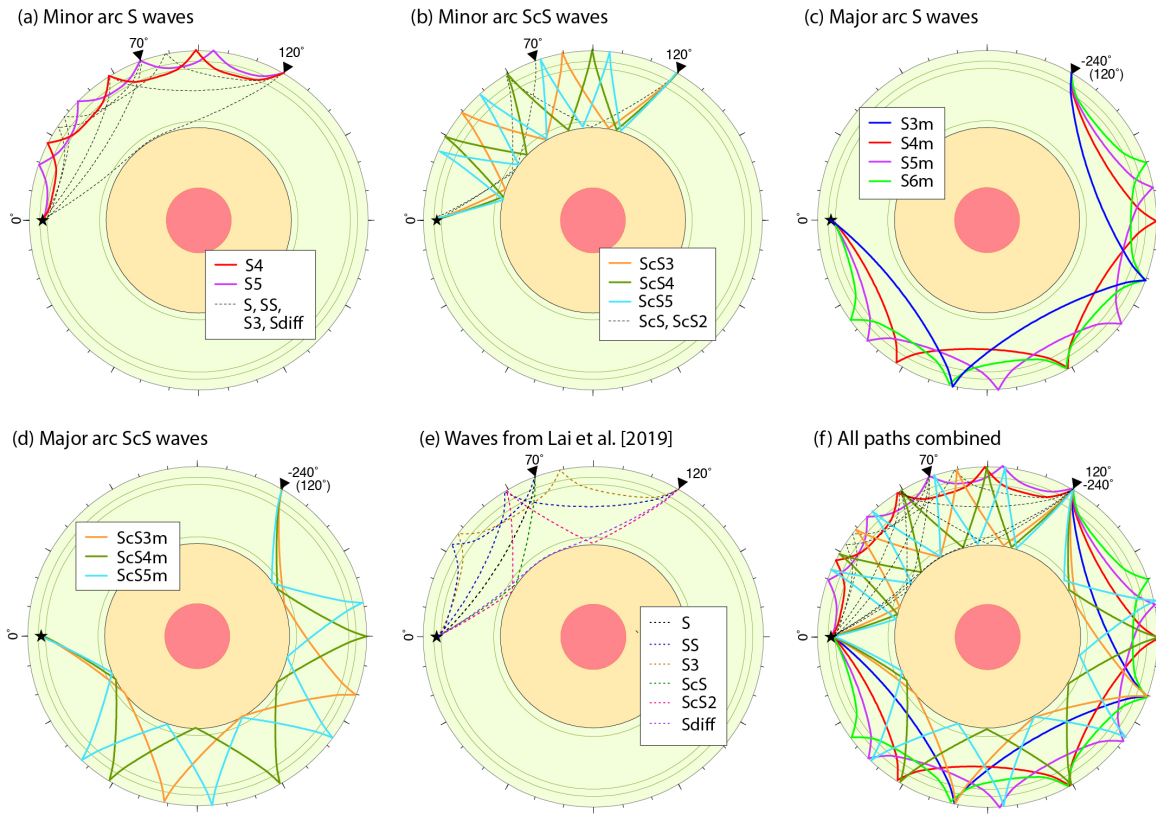 (a) Minor arc S waves
70˚
120˚
0˚
S4
S5
S, SS,
S3, Sdiff
(b) Minor arc ScS waves
70˚
120˚
0˚
ScS3
ScS4
ScS5
ScS, ScS2
(c) Major arc S waves
-240˚
(120˚)
0˚
S3m
S4m
S5m
S6m
(d) Major arc ScS waves
-240˚
(120˚)
0˚
ScS3m
ScS4m
ScS5m
(e) Waves from Lai et al. [2019]
70˚
120˚
0˚
S
SS
S3
ScS
ScS2
Sdiff
(f) All paths combined
70˚
120˚
-240˚
0˚